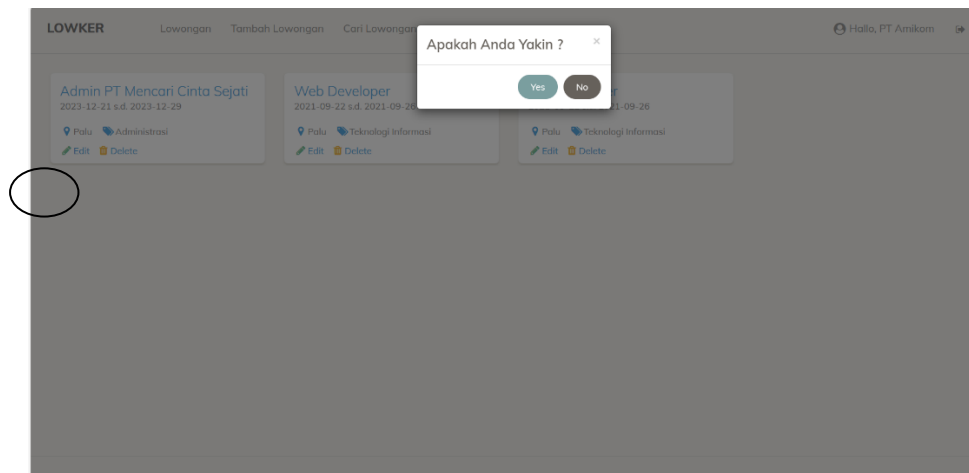 LOWKER Lowongan Tambah Lowongan Cari Lowongan Hallo, PT Amikom
Apakah Anda Yakin ? ×
Yes No
Admin PT Mencari Cinta Sejati
2023-12-21 s.d. 2023-12-29
Palu Administrasi
Edit Delete
Web Developer
2021-09-22 s.d. 2021-09-26
Palu Teknologi Informasi
Edit Delete
r
21-09-26
Palu Teknologi Informasi
Edit Delete